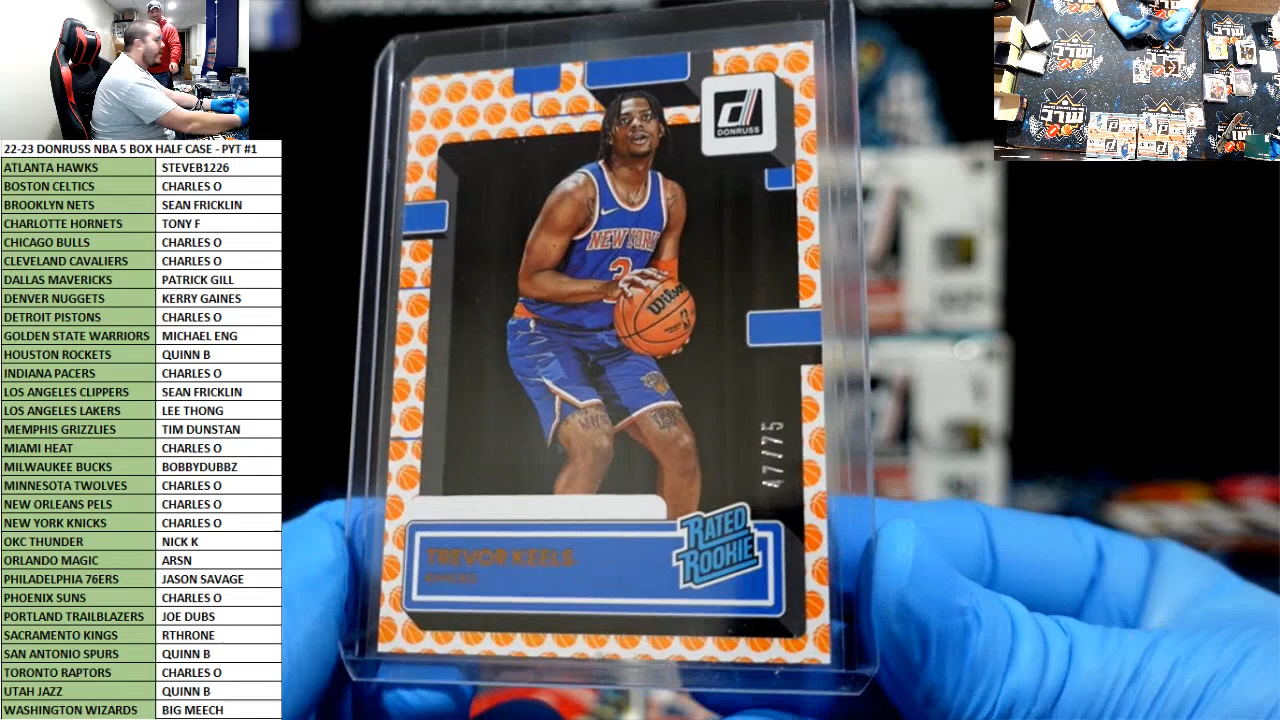 22-23 DONRUSS NBA 5 BOX HALF CASE - PYT #1
ATLANTA HAWKS STEVEB1226
BOSTON CELTICS CHARLES O
BROOKLYN NETS SEAN FRICKLIN
CHARLOTTE HORNETS TONY F
CHICAGO BULLS CHARLES O
CLEVELAND CAVALIERS CHARLES O
DALLAS MAVERICKS PATRICK GILL
DENVER NUGGETS KERRY GAINES
DETROIT PISTONS CHARLES O
GOLDEN STATE WARRIORS MICHAEL ENG
HOUSTON ROCKETS QUINN B
INDIANA PACERS CHARLES O
LOS ANGELES CLIPPERS SEAN FRICKLIN
LOS ANGELES LAKERS LEE THONG
MEMPHIS GRIZZLIES TIM DUNSTAN
MIAMI HEAT CHARLES O
MILWAUKEE BUCKS BOBBYDUBBZ
MINNESOTA TWOLVES CHARLES O
NEW ORLEANS PELS CHARLES O
NEW YORK KNICKS CHARLES O
OKC THUNDER NICK K
ORLANDO MAGIC ARSN
PHILADELPHIA 76ERS JASON SAVAGE
PHOENIX SUNS CHARLES O
PORTLAND TRAILBLAZERS JOE DUBS
SACRAMENTO KINGS RTHRONE
SAN ANTONIO SPURS QUINN B
TORONTO RAPTORS CHARLES O
UTAH JAZZ QUINN B
WASHINGTON WIZARDS BIG MEECH
d
DONRUSS
NEW YORK
3
Wilson
47/75
RATED
ROOKIE
TREVOR KEELS